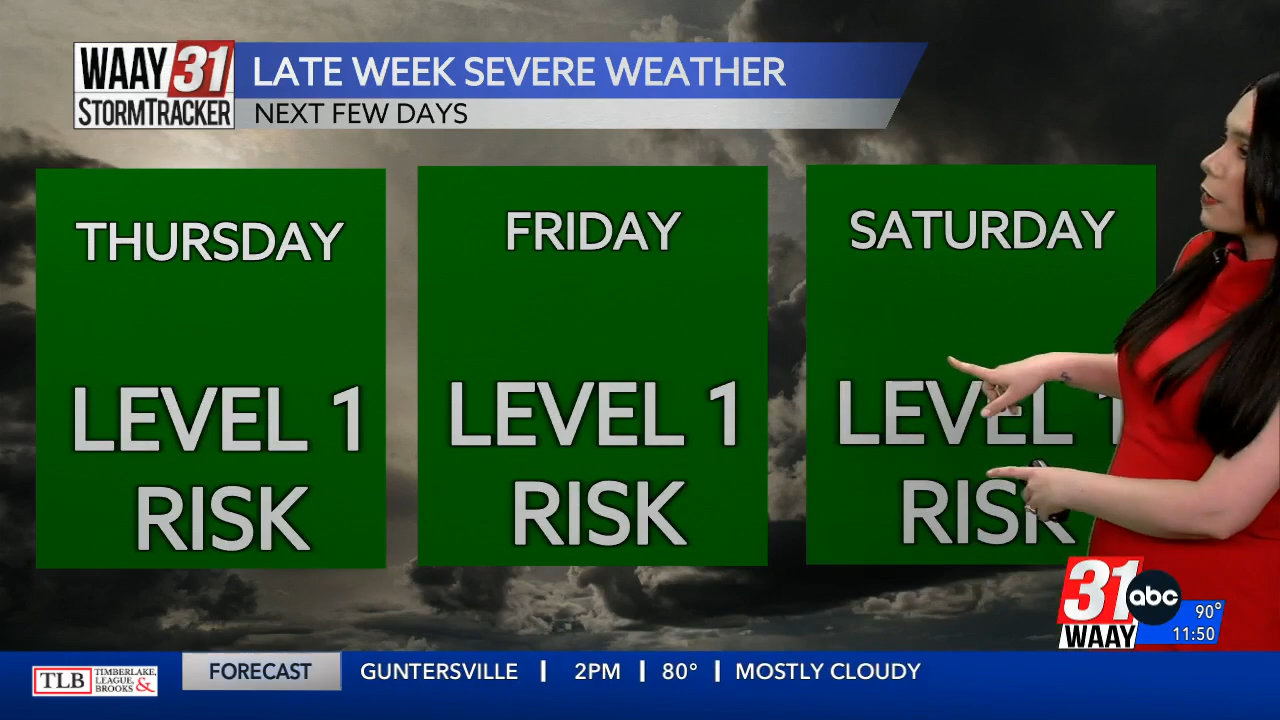 WAAY 31
STORMTRACKER
LATE WEEK SEVERE WEATHER
NEXT FEW DAYS
THURSDAY
LEVEL 1
RISK
FRIDAY
LEVEL 1
RISK
SATURDAY
LEVEL 1
RISK
31
abc
WAAY
90°
11:50
TLB
TIMBERLAKE,
LEAGUE,
BROOKS &
FORECAST
GUNTERSVILLE | 2PM | 80° | MOSTLY CLOUDY